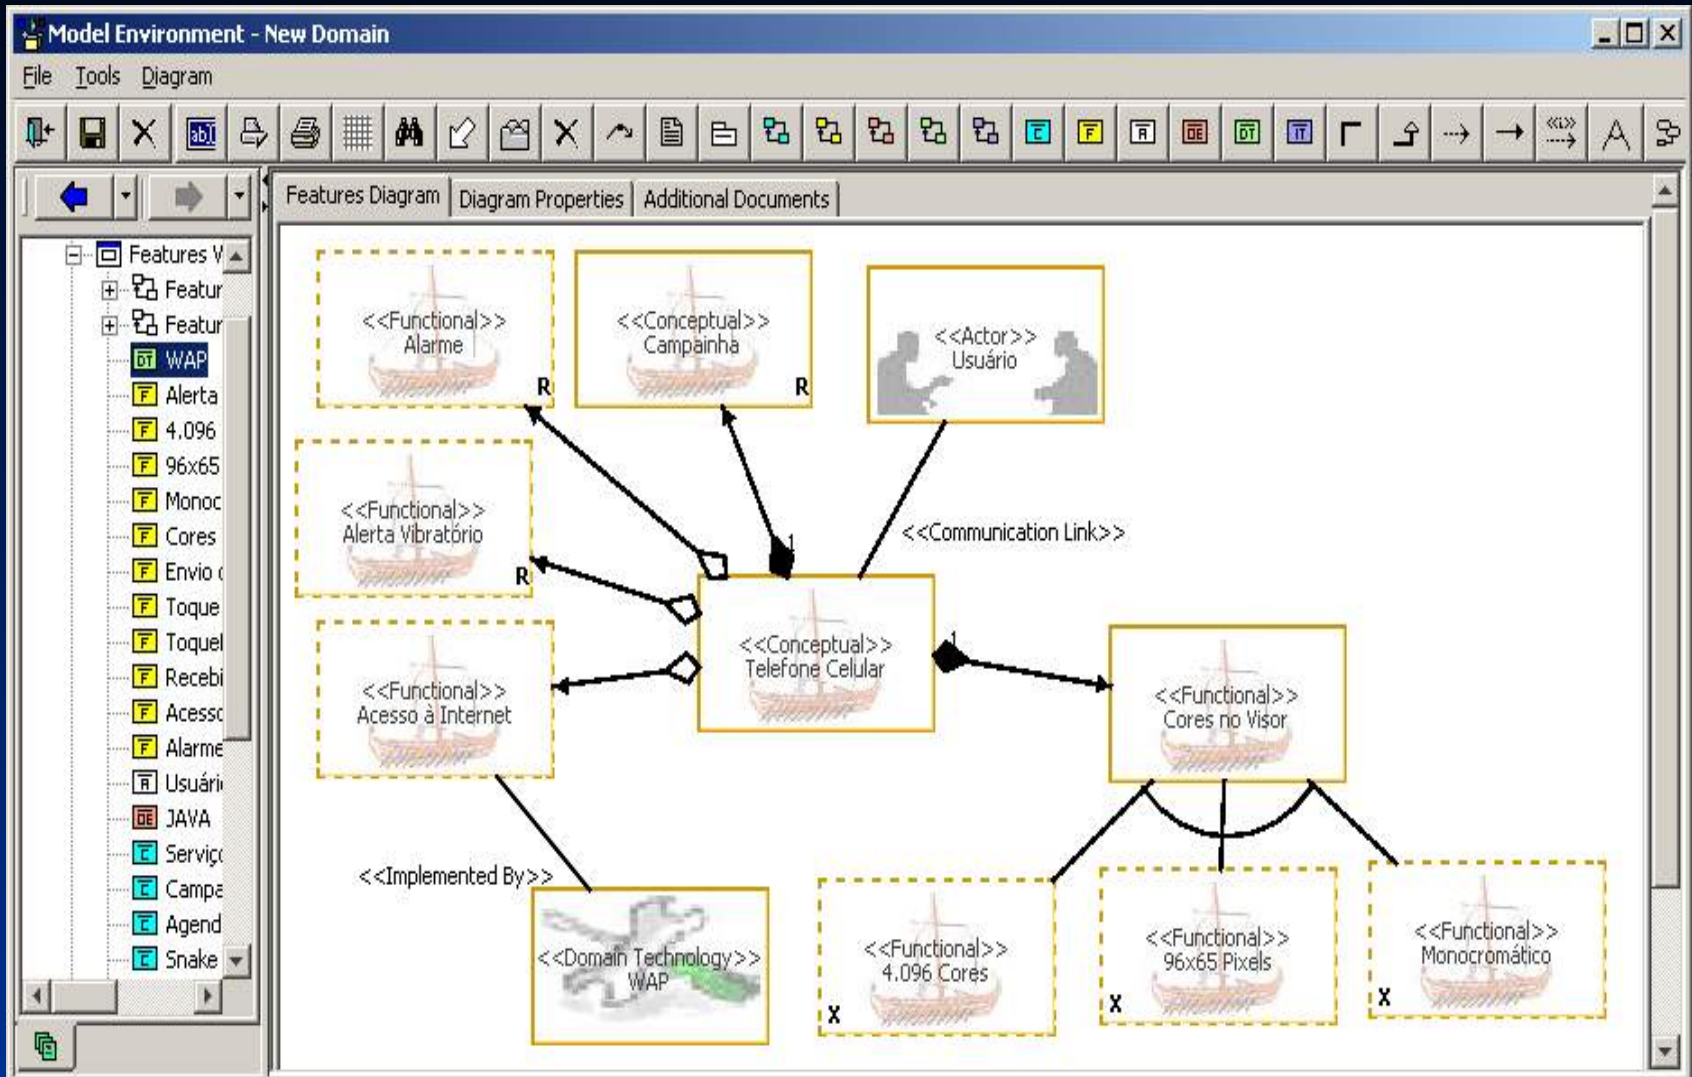 Model Environment - New Domain
File Tools Diagram
Features Diagram
Diagram Properties
Additional Documents
Features V
Featur
Featur
DT WAP
F Alerta
F 4.096
F 96x65
F Monoc
F Cores
F Envio
F Toque
F Toquel
F Recebi
F Acesso
F Alarme
A Usuári
OE JAVA
C Serviç
C Campa
C Agend
C Snake
<<Functional>>
Alarme
R
<<Conceptual>>
Campainha
R
<<Actor>>
Usuário
<<Functional>>
Alerta Vibratório
R
<<Communication Link>>
1
<<Conceptual>>
Telefone Celular
1
<<Functional>>
Acesso à Internet
<<Functional>>
Cores no Visor
<<Implemented By>>
<<Domain Technology>>
WAP
<<Functional>>
4.096 Cores
X
<<Functional>>
96x65 Pixels
X
<<Functional>>
Monocromático
X